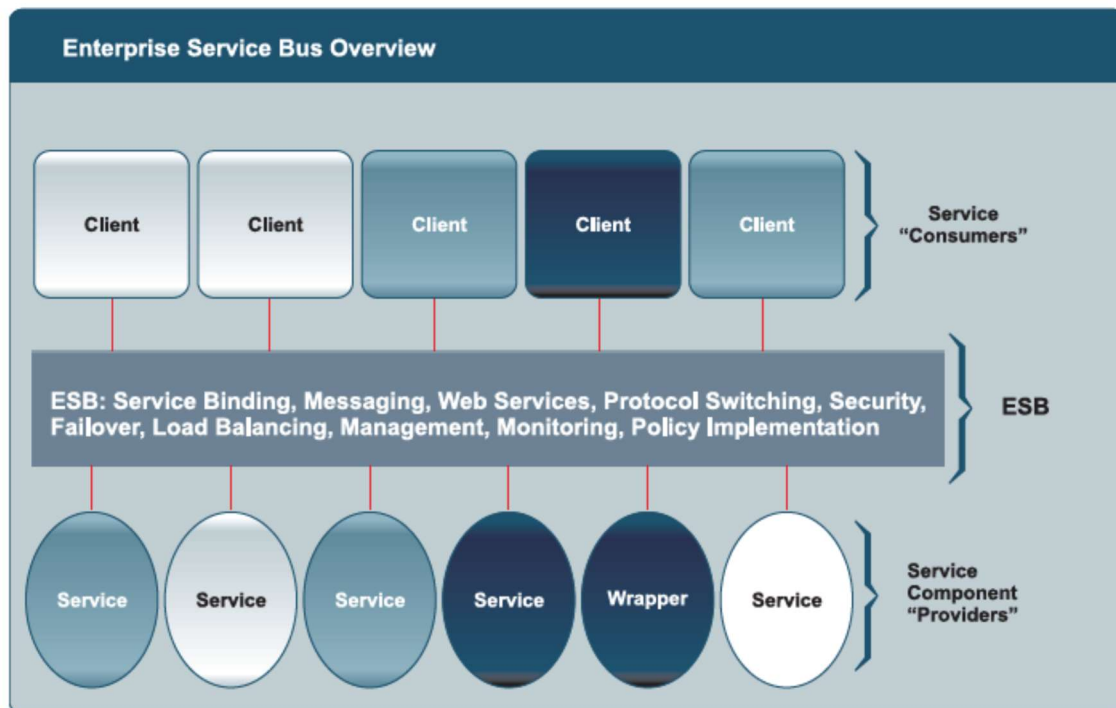 Enterprise Service Bus Overview
Client
Client
Client
Client
Client
Service
“Consumers”
ESB: Service Binding, Messaging, Web Services, Protocol Switching, Security,
Failover, Load Balancing, Management, Monitoring, Policy Implementation
ESB
Service
Service
Service
Service
Wrapper
Service
Service
Component
“Providers”